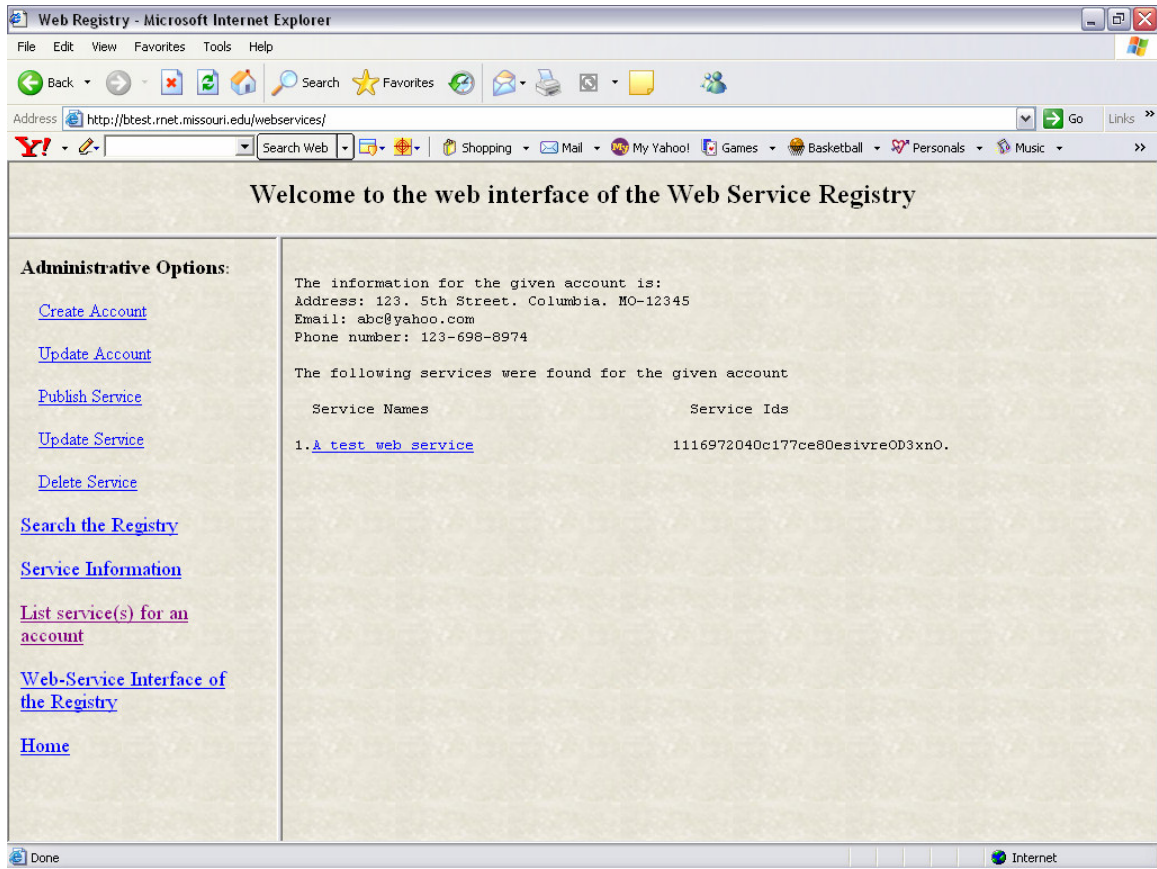 Web Registry - Microsoft Internet Explorer
File Edit View Favorites Tools Help
Back Search Favorites
Address http://btest.rnet.missouri.edu/webservices/ Go Links »
Y! Search Web Shopping Mail My Yahoo! Games Basketball Personals Music »
Welcome to the web interface of the Web Service Registry
Administrative Options:
Create Account
Update Account
Publish Service
Update Service
Delete Service
Search the Registry
Service Information
List service(s) for an
account
Web-Service Interface of
the Registry
Home
The information for the given account is:
Address: 123. 5th Street. Columbia. MO-12345
Email: abc@yahoo.com
Phone number: 123-698-8974
The following services were found for the given account
Service Names Service Ids
1.A test web service 1116972040c177ce80esivreOD3xnO.
Done Internet